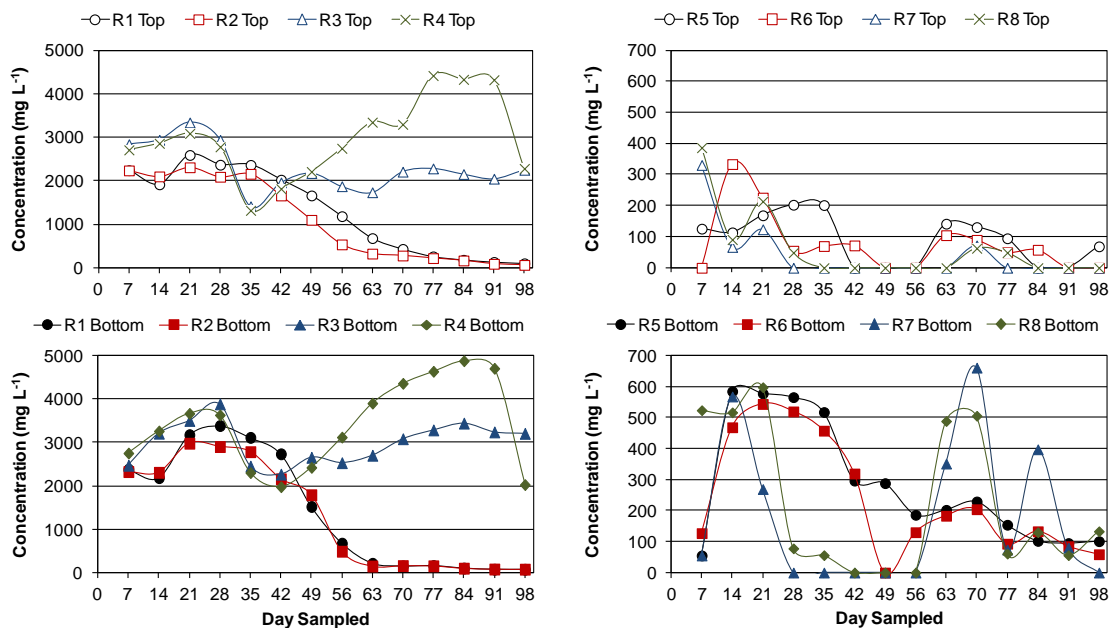 R1 Top R2 Top R3 Top R4 Top
5000
4000
3000
2000
1000
0
Concentration (mg L-1)
0 7 14 21 28 35 42 49 56 63 70 77 84 91 98
R5 Top R6 Top R7 Top R8 Top
700
600
500
400
300
200
100
0
Concentration (mg L-1)
0 7 14 21 28 35 42 49 56 63 70 77 84 91 98
R1 Bottom R2 Bottom R3 Bottom R4 Bottom
5000
4000
3000
2000
1000
0
Concentration (mg L-1)
0 7 14 21 28 35 42 49 56 63 70 77 84 91 98
Day Sampled
R5 Bottom R6 Bottom R7 Bottom R8 Bottom
700
600
500
400
300
200
100
0
Concentration (mg L-1)
0 7 14 21 28 35 42 49 56 63 70 77 84 91 98
Day Sampled